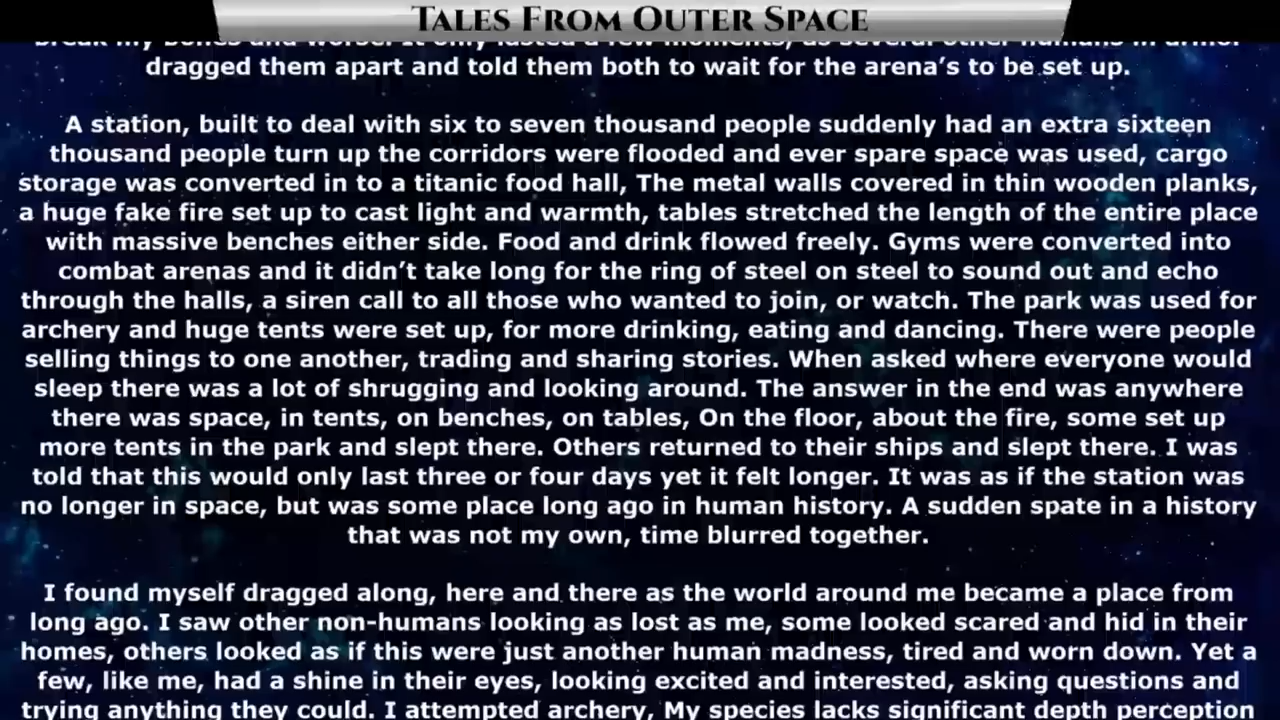 Tales From Outer Space
break my bones and worse. It only lasted a few moments, as several other humans in armor
dragged them apart and told them both to wait for the arena’s to be set up.
A station, built to deal with six to seven thousand people suddenly had an extra sixteen
thousand people turn up the corridors were flooded and ever spare space was used, cargo
storage was converted in to a titanic food hall, The metal walls covered in thin wooden planks,
a huge fake fire set up to cast light and warmth, tables stretched the length of the entire place
with massive benches either side. Food and drink flowed freely. Gyms were converted into
combat arenas and it didn’t take long for the ring of steel on steel to sound out and echo
through the halls, a siren call to all those who wanted to join, or watch. The park was used for
archery and huge tents were set up, for more drinking, eating and dancing. There were people
selling things to one another, trading and sharing stories. When asked where everyone would
sleep there was a lot of shrugging and looking around. The answer in the end was anywhere
there was space, in tents, on benches, on tables, On the floor, about the fire, some set up
more tents in the park and slept there. Others returned to their ships and slept there. I was
told that this would only last three or four days yet it felt longer. It was as if the station was
no longer in space, but was some place long ago in human history. A sudden spate in a history
that was not my own, time blurred together.
I found myself dragged along, here and there as the world around me became a place from
long ago. I saw other non-humans looking as lost as me, some looked scared and hid in their
homes, others looked as if this were just another human madness, tired and worn down. Yet a
few, like me, had a shine in their eyes, looking excited and interested, asking questions and
trying anything they could. I attempted archery, My species lacks significant depth perception